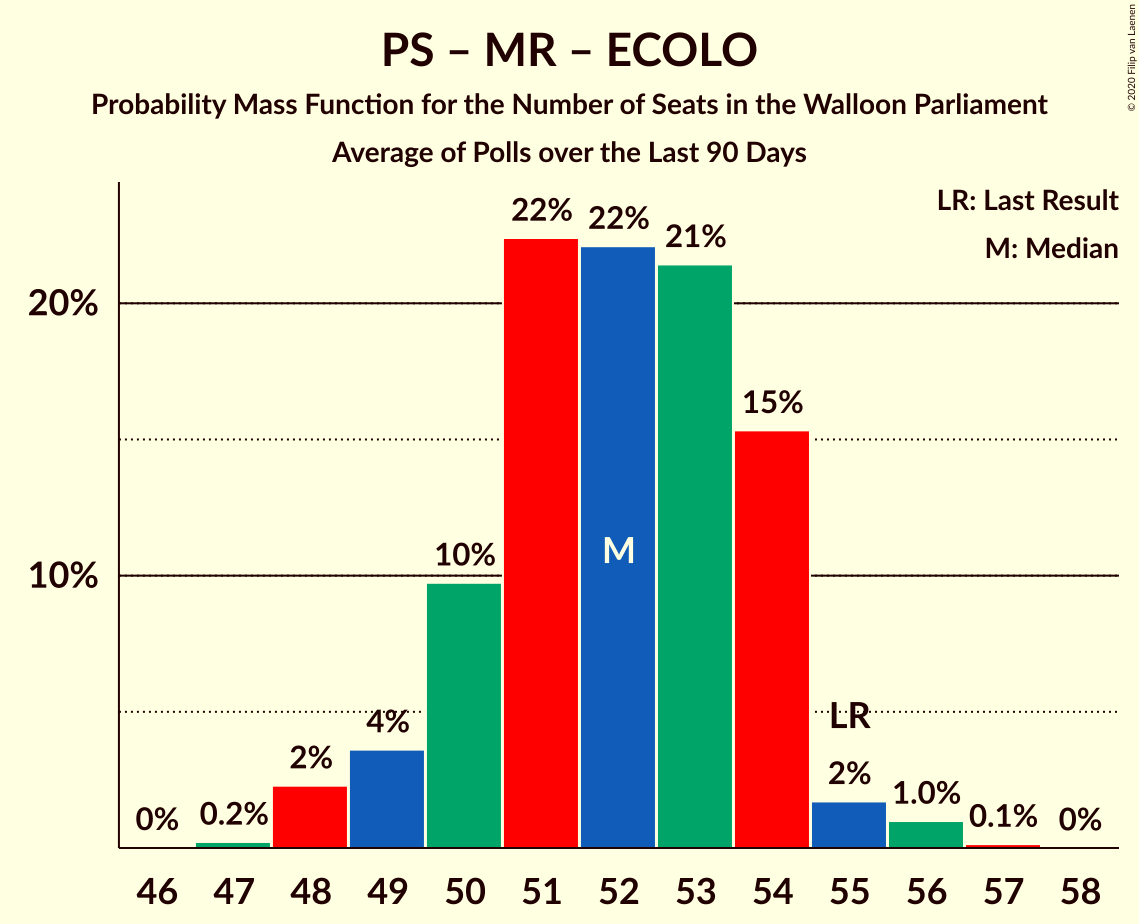 PS – MR – ECOLO
Probability Mass Function for the Number of Seats in the Walloon Parliament
Average of Polls over the Last 90 Days
© 2020 Filip van Laenen
LR: Last Result
M: Median
20%
10%
0%
0.2%
2%
4%
10%
22%
22%
21%
15%
2%
1.0%
0.1%
0%
M
LR
46 47 48 49 50 51 52 53 54 55 56 57 58